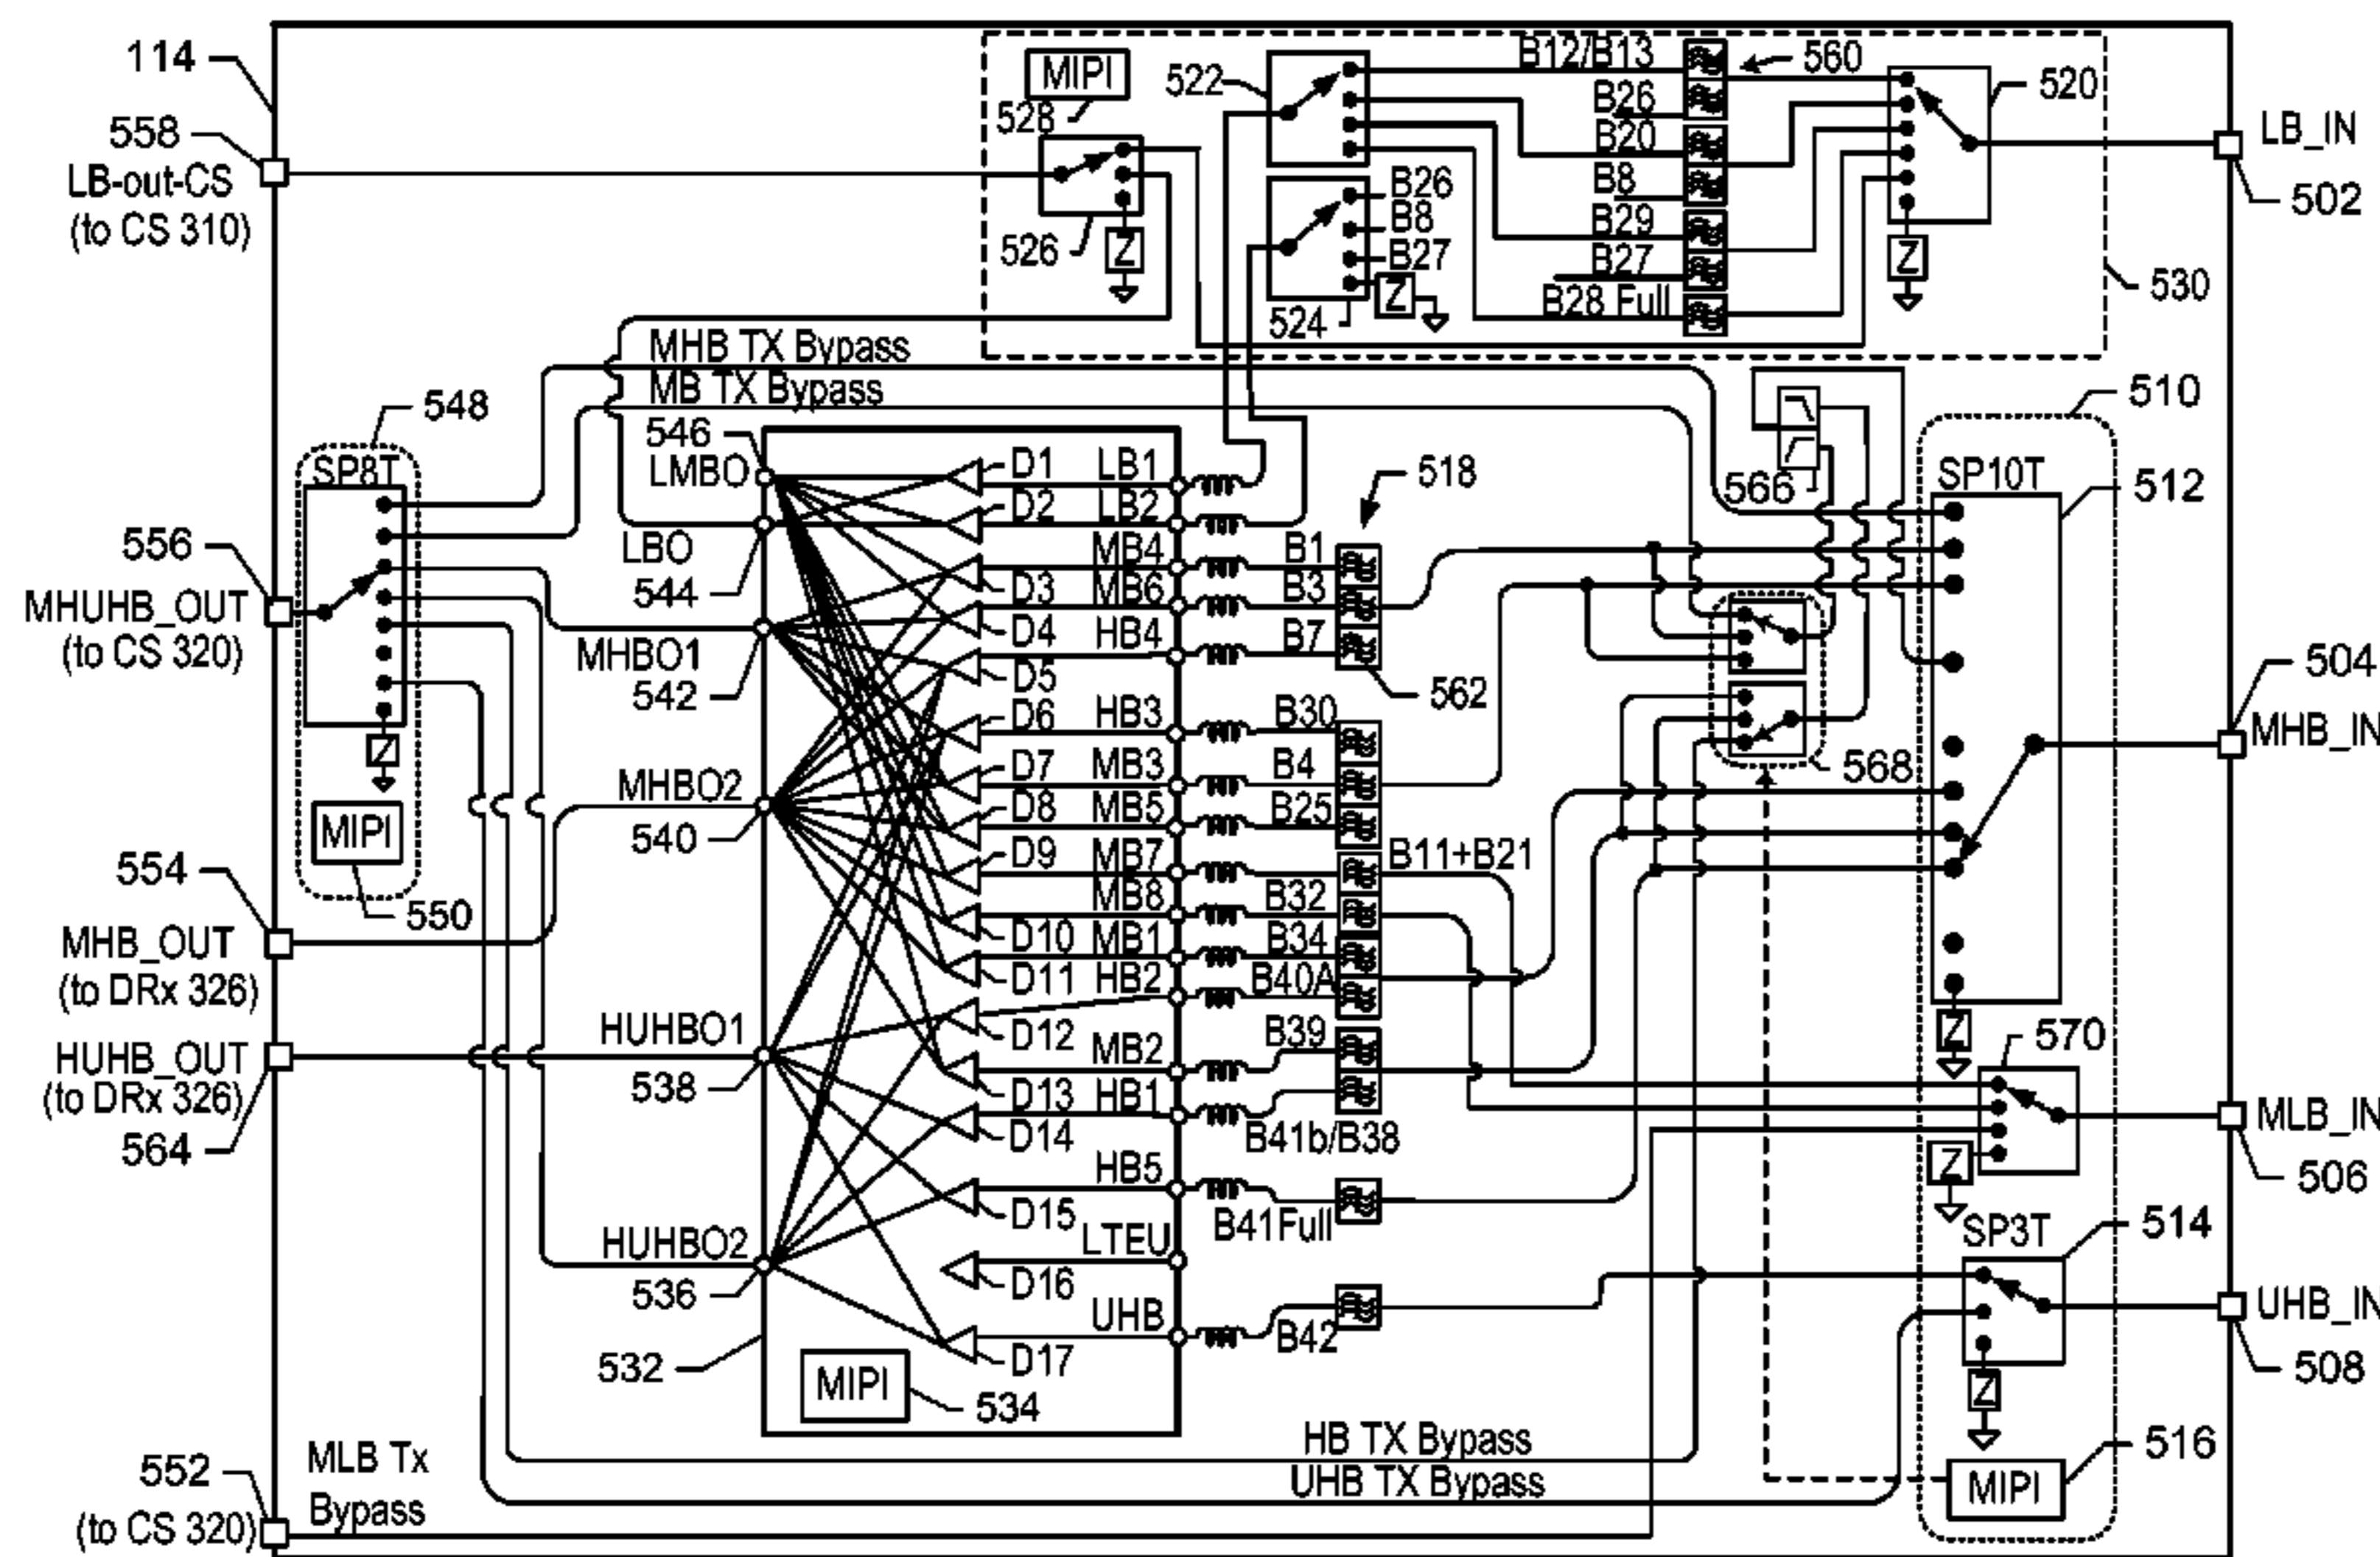 114
558
LB-out-CS
(to CS 310)
MIPI
528
526
Z
522
524
B26
B8
B27
Z
B12/B13
B26
B20
B8
B29
B27
B28 Full
560
520
Z
530
LB_IN
502
MHB TX Bypass
MB TX Bypass
548
SP8T
556
MHUHB_OUT
(to CS 320)
Z
MIPI
550
554
MHB_OUT
(to DRx 326)
HUHB_OUT
(to DRx 326)
564
552
(to CS 320)
MLB Tx
Bypass
546
LMBO
LBO
544
MHBO1
542
MHBO2
540
HUHBO1
538
HUHBO2
536
532
MIPI
534
D1
D2
D3
D4
D5
D6
D7
D8
D9
D10
D11
D12
D13
D14
D15
D16
D17
LB1
LB2
MB4
MB6
HB4
HB3
MB3
MB5
MB7
MB8
MB1
HB2
MB2
HB1
HB5
LTEU
UHB
518
B1
B3
B7
562
B30
B4
B25
B11+B21
B32
B34
B40A
B39
B41b/B38
B41Full
B42
566
568
510
SP10T
512
504
MHB_IN
Z
570
MLB_IN
506
Z
SP3T
514
UHB_IN
508
Z
516
MIPI
HB TX Bypass
UHB TX Bypass